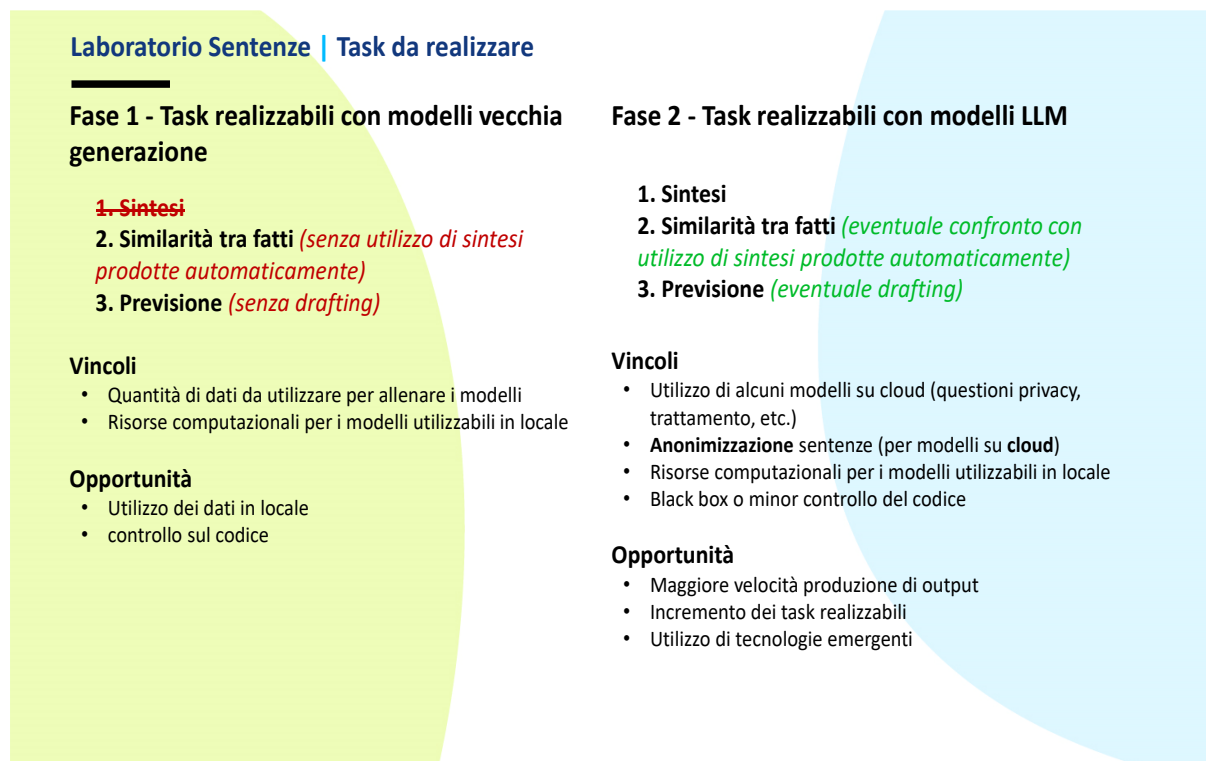 Laboratorio Sentenze | Task da realizzare
Fase 1 - Task realizzabili con modelli vecchia
generazione
1. Sintesi
2. Similarità tra fatti (senza utilizzo di sintesi
prodotte automaticamente)
3. Previsione (senza drafting)
Vincoli
• Quantità di dati da utilizzare per allenare i modelli
• Risorse computazionali per i modelli utilizzabili in locale
Opportunità
• Utilizzo dei dati in locale
• controllo sul codice
Fase 2 - Task realizzabili con modelli LLM
1. Sintesi
2. Similarità tra fatti (eventuale confronto con
utilizzo di sintesi prodotte automaticamente)
3. Previsione (eventuale drafting)
Vincoli
• Utilizzo di alcuni modelli su cloud (questioni privacy,
trattamento, etc.)
• Anonimizzazione sentenze (per modelli su cloud)
• Risorse computazionali per i modelli utilizzabili in locale
• Black box o minor controllo del codice
Opportunità
• Maggiore velocità produzione di output
• Incremento dei task realizzabili
• Utilizzo di tecnologie emergenti